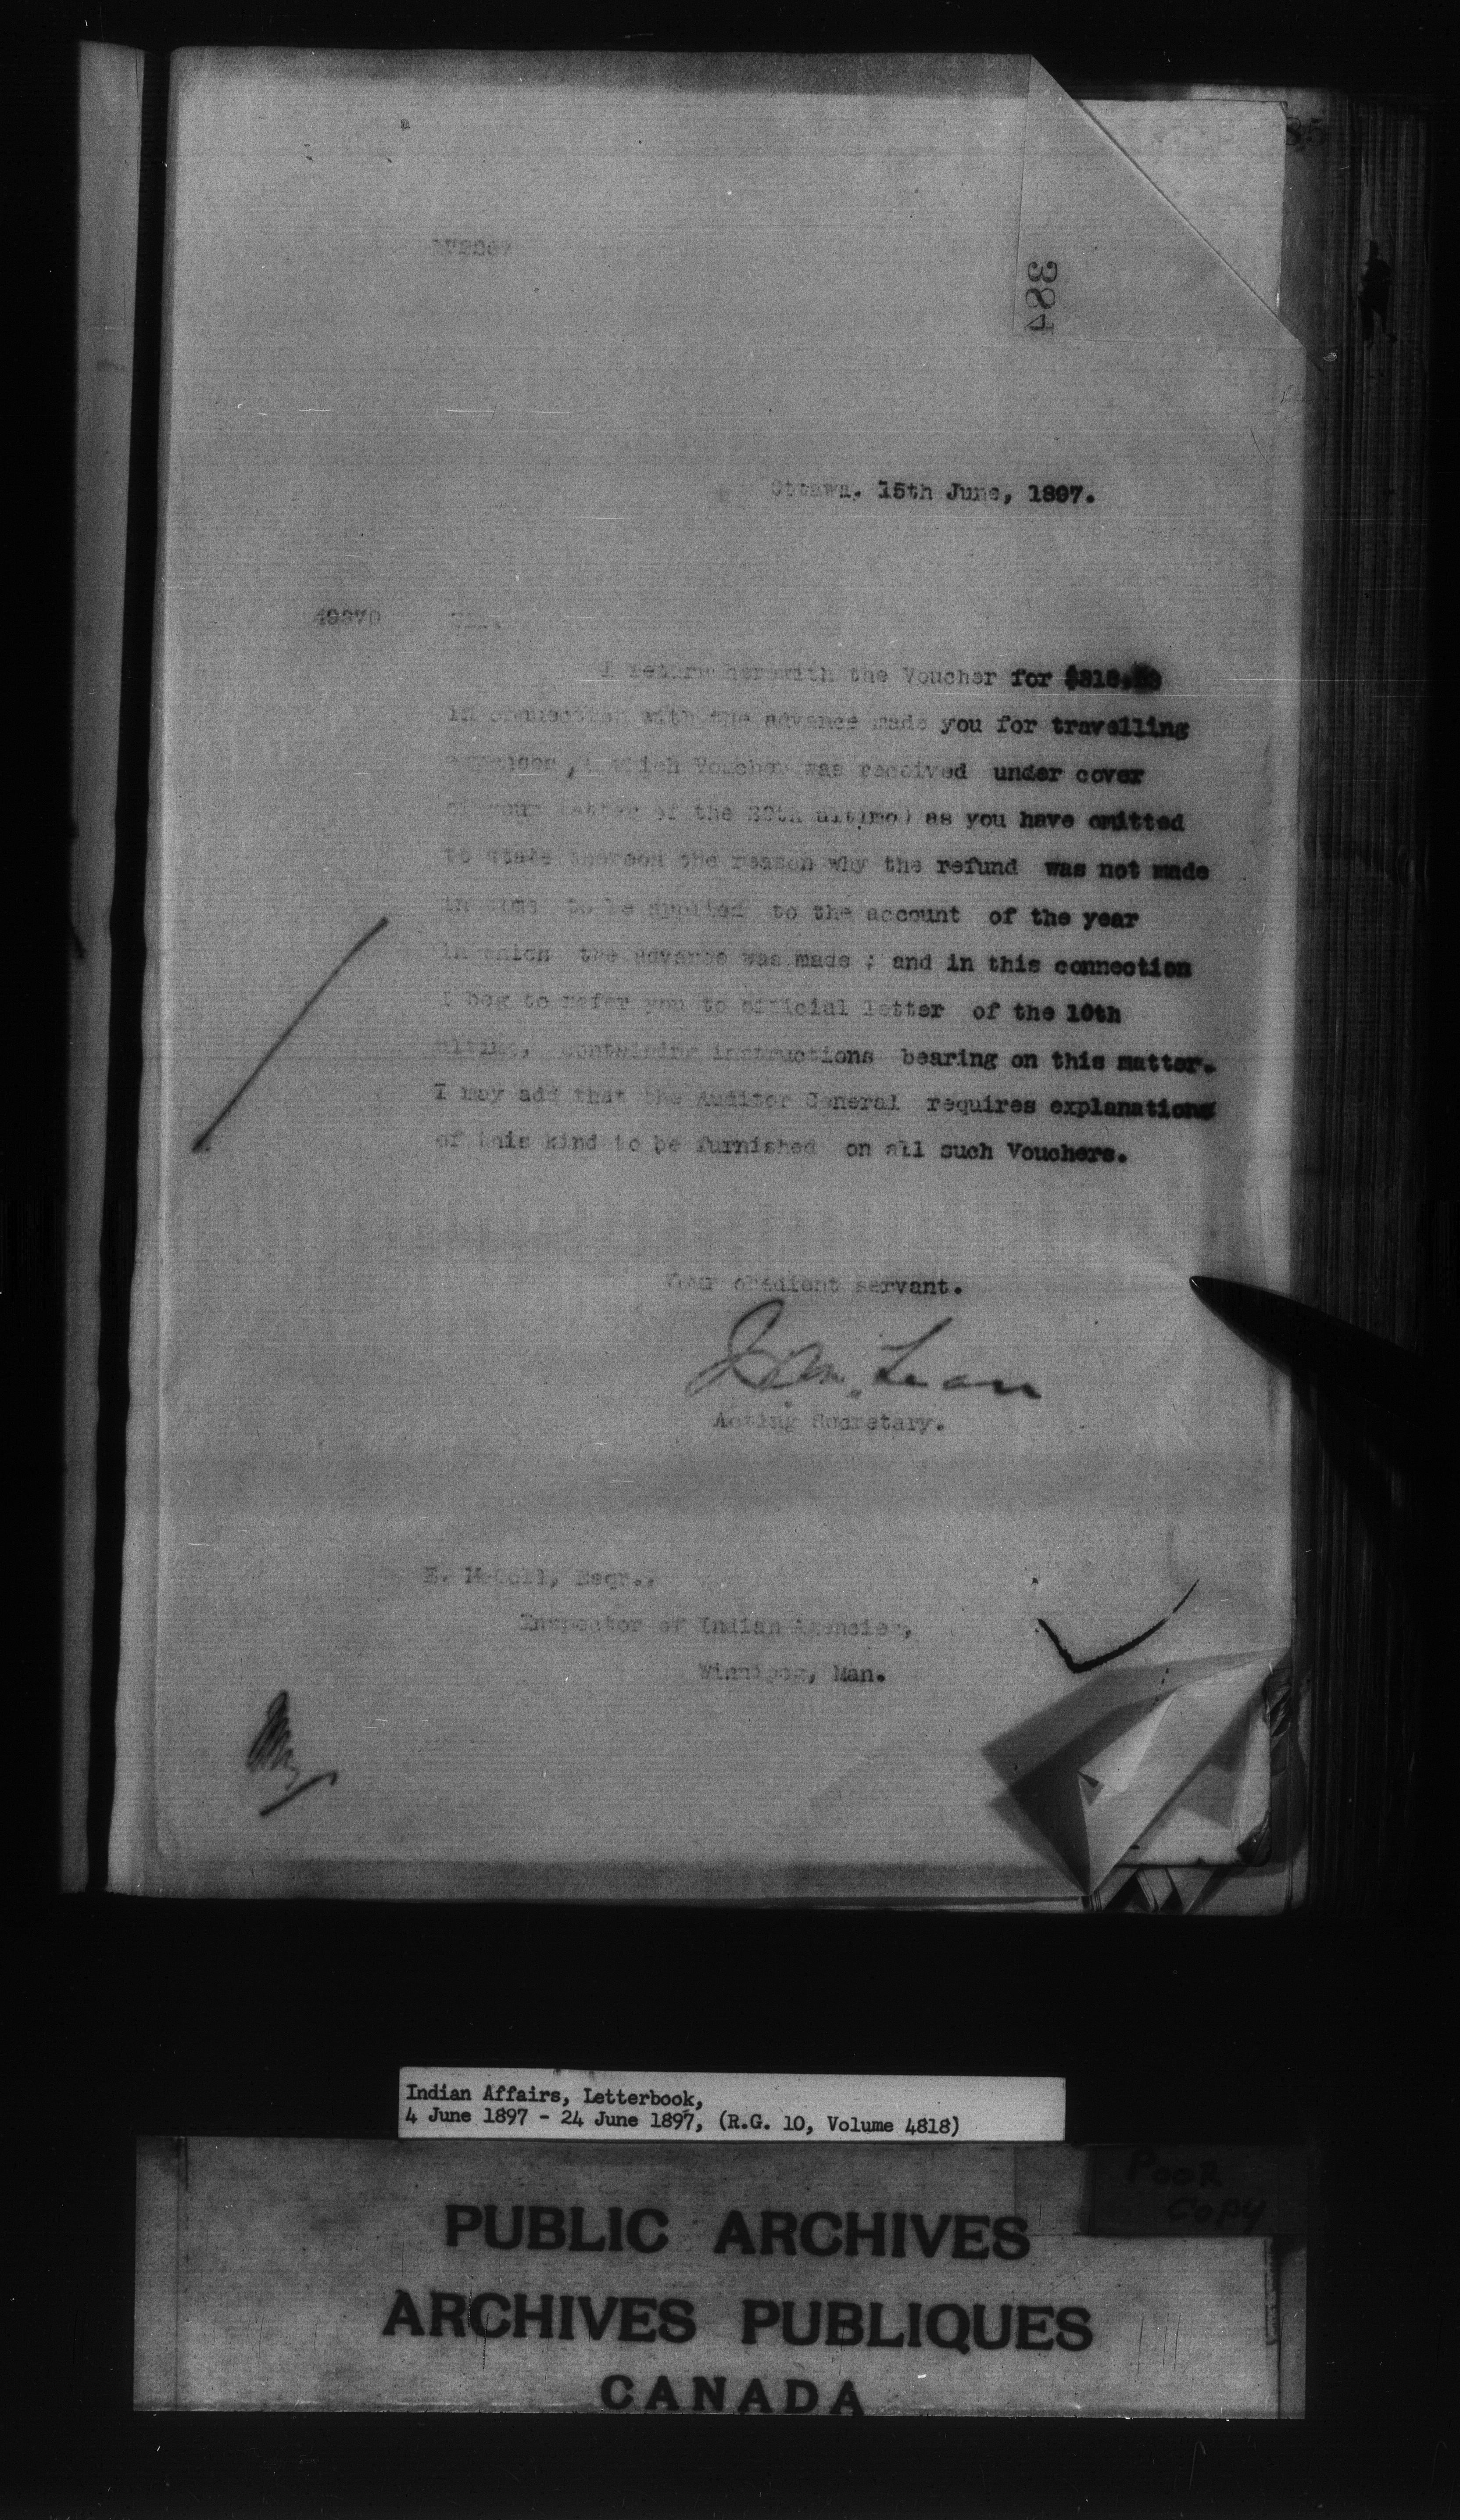 384
Ottawa. 15th June, 1897.
49370 Sir.
I return herewith the Voucher for
in connection with the advance made you for travelling
expenses, ( which Voucher was received under cover
of your letter of the 20th ultimo) as you have omitted
to state thereon the reason why the refund was not made
in time to be applied to the account of the year
in which the advance was made ; and in this connection
I beg to refer you to official letter of the 10th
ultimo, containing instructions bearing on this matter.
I may add that the Auditor General requires explanations
of this kind to be furnished on all such Vouchers.
Your obedient servant.
Acting Secretary.
E. McColl, Esqr.,
Inspector of Indian Agencies,
Winnipeg, Man.
Indian Affairs, Letterbook,
4 June 1897 - 24 June 1897, (R.G. 10, Volume 4818)
Poor
Copy
PUBLIC ARCHIVES
ARCHIVES PUBLIQUES
CANADA